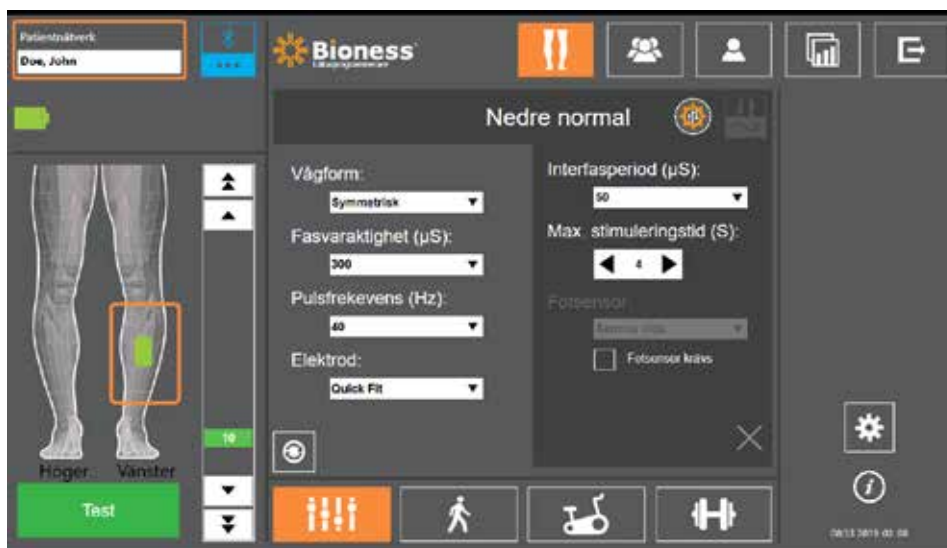 Patientnätverk
Doe, John
Bioness
Nedre normal
Vågform:
Symmetrisk
Fasvaraktighet (µS):
300
Pulsfrekevens (Hz):
40
Elektrod:
Quick Fit
Interfasperiod (µS):
50
Max stimuleringstid (S):
4
Fotsensor
Fotsensor krävs
10
Höger
Vänster
Test